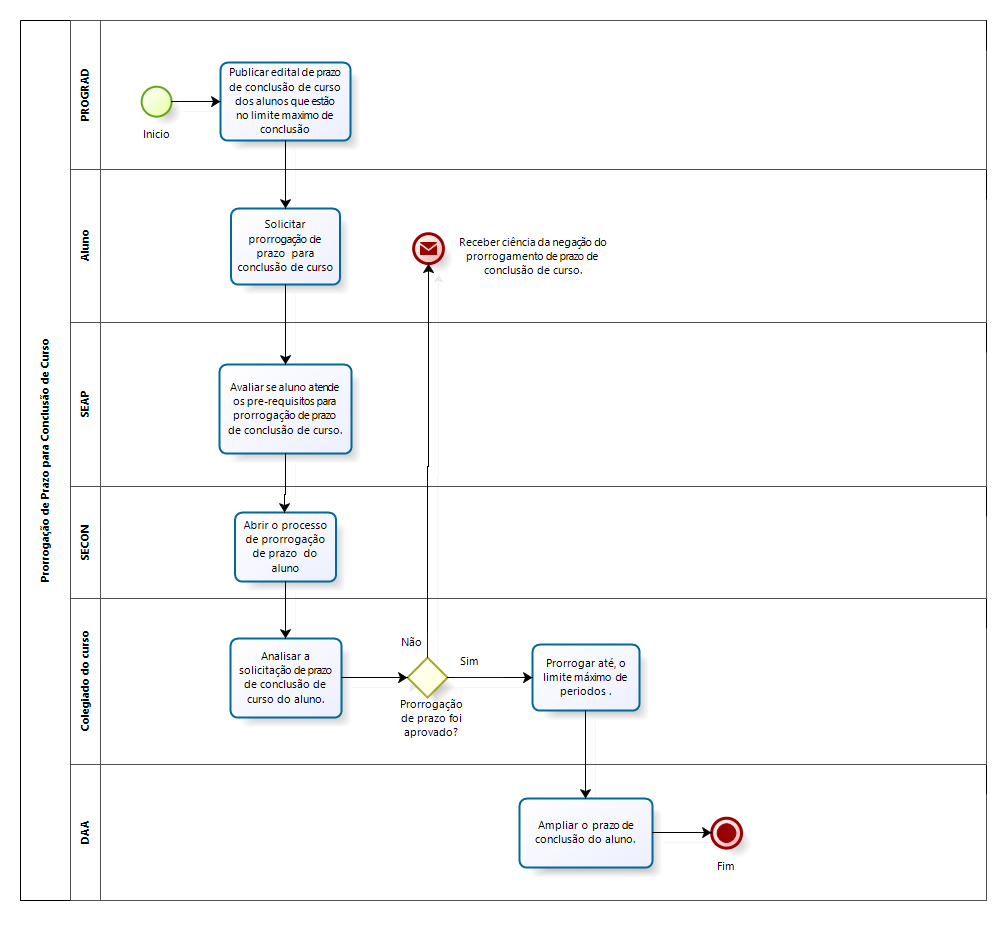 Prorrogação de Prazo para Conclusão de Curso
PROGRAD
Inicio
Publicar edital de prazo
de conclusão de curso
dos alunos que estão
no limite maximo de
conclusão
Aluno
Solicitar
prorrogação de
prazo para
conclusão de curso
Receber ciência da negação do
prorrogamento de prazo de
conclusão de curso.
SEAP
Avaliar se aluno atende
os pre-requisitos para
prorrogação de prazo
de conclusão de curso.
SECON
Abrir o processo
de prorrogação
de prazo do
aluno
Colegiado do curso
Analisar a
solicitação de prazo
de conclusão de
curso do aluno.
Não
Sim
Prorrogação
de prazo foi
aprovado?
Prorrogar até, o
limite máximo de
periodos .
DAA
Ampliar o prazo de
conclusão do aluno.
Fim